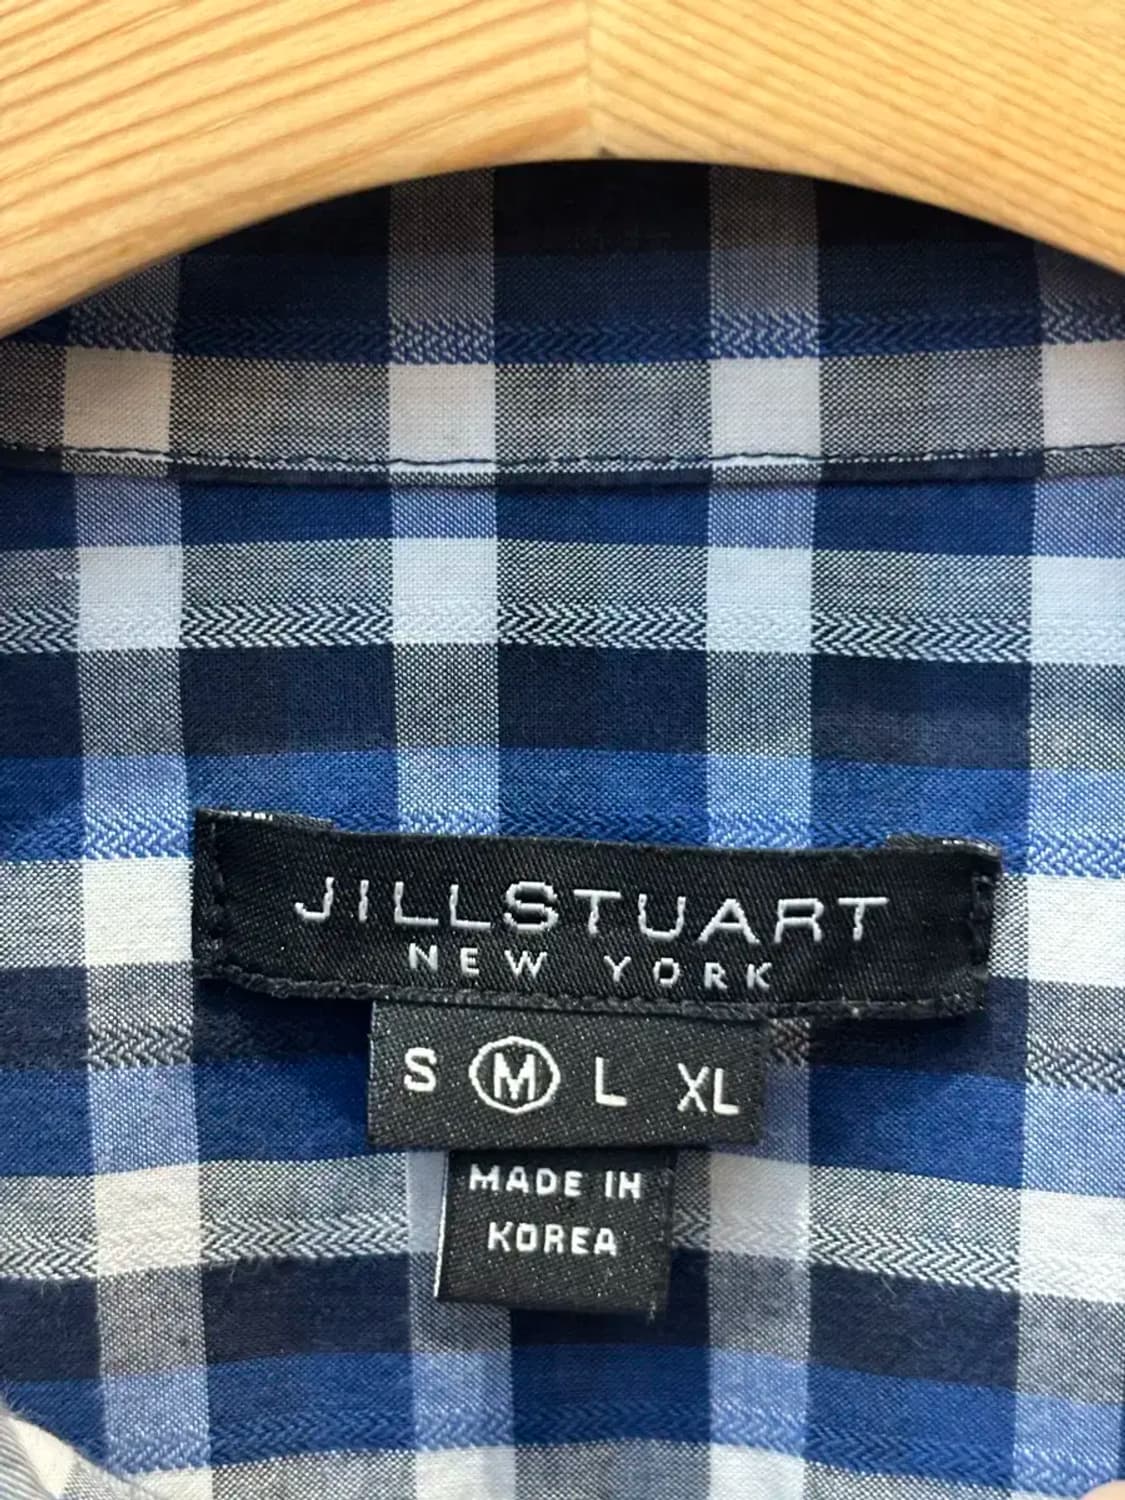 JILLSTUART
NEW YORK
S M L XL
MADE IN
KOREA